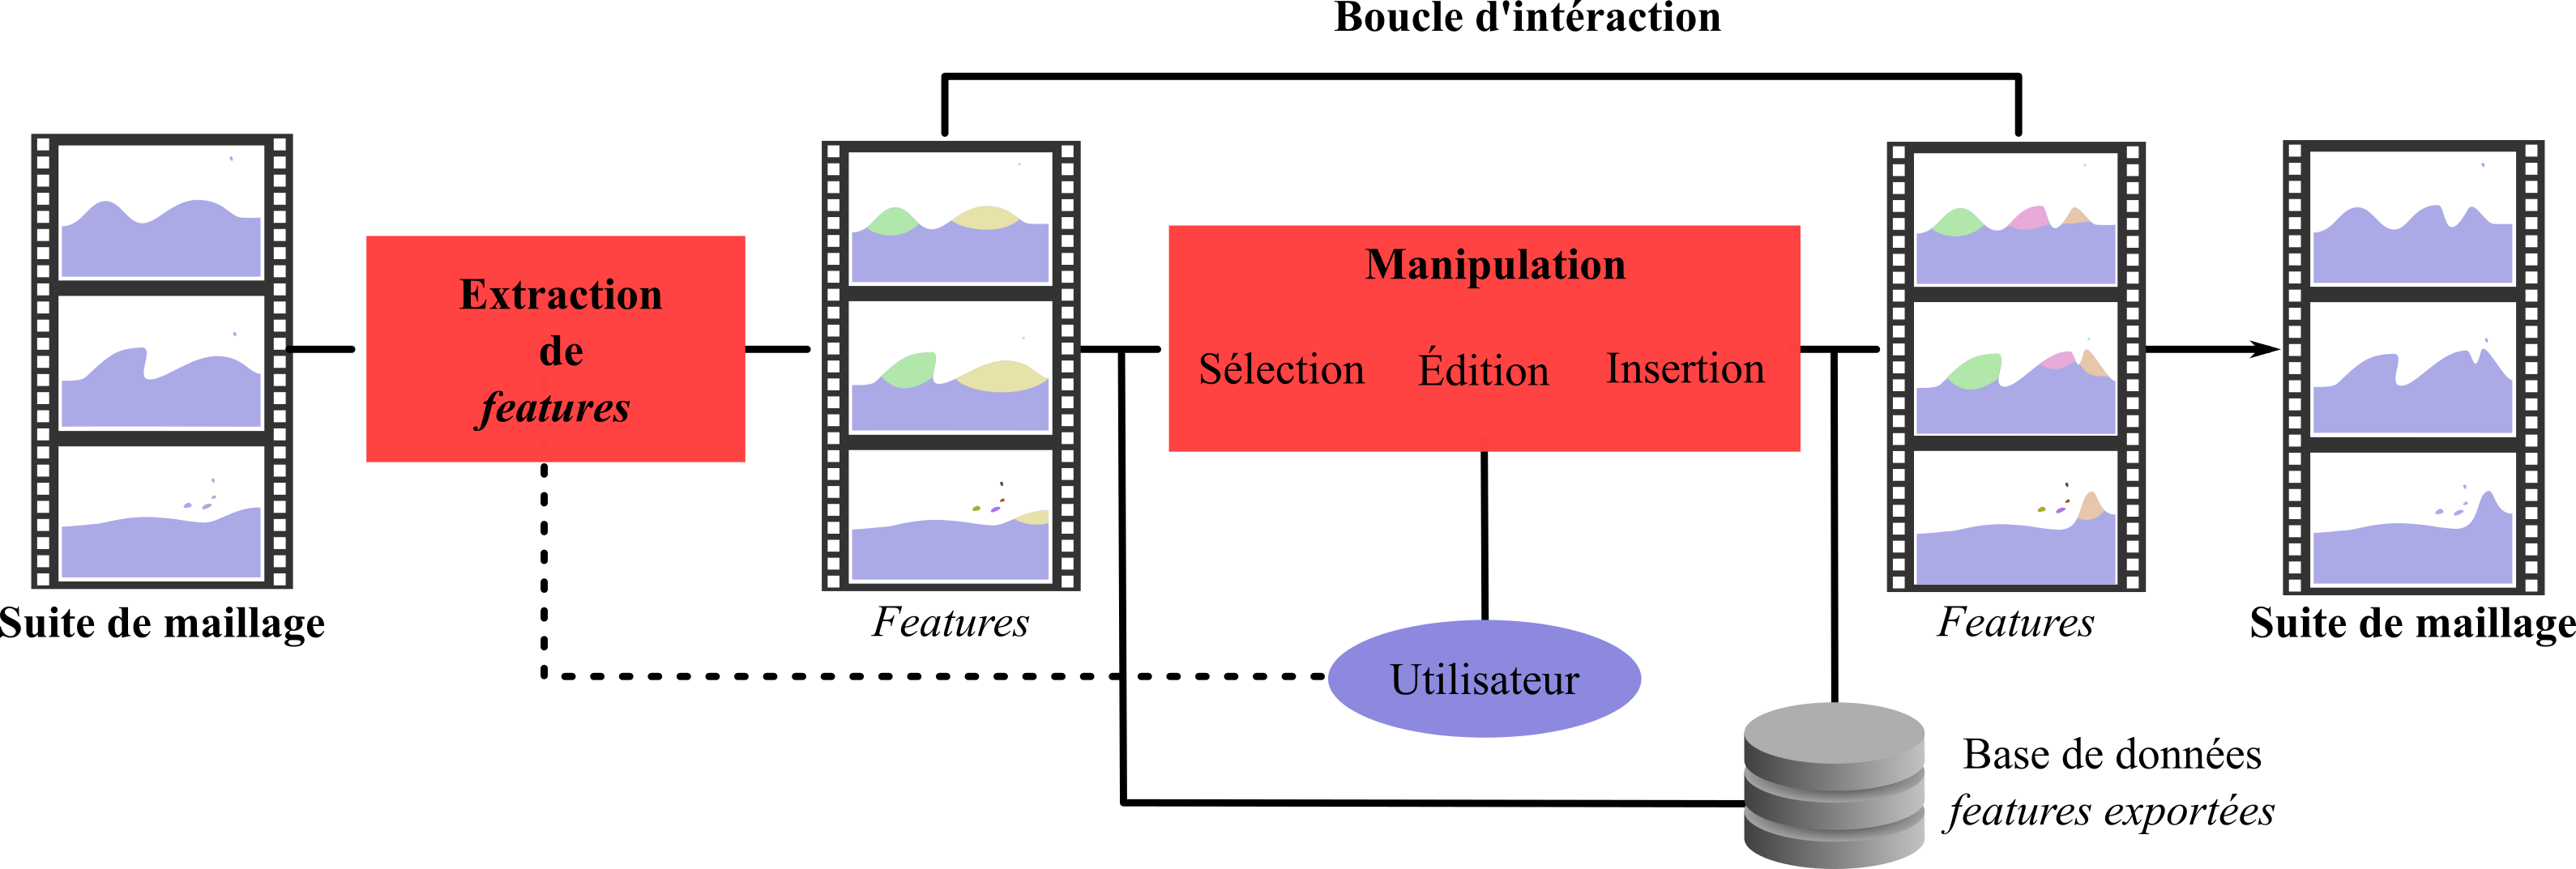 Boucle d'intéraction
Extraction
de
features
Manipulation
Sélection Édition Insertion
Suite de maillage
Features
Features
Suite de maillage
Utilisateur
Base de données
features exportées